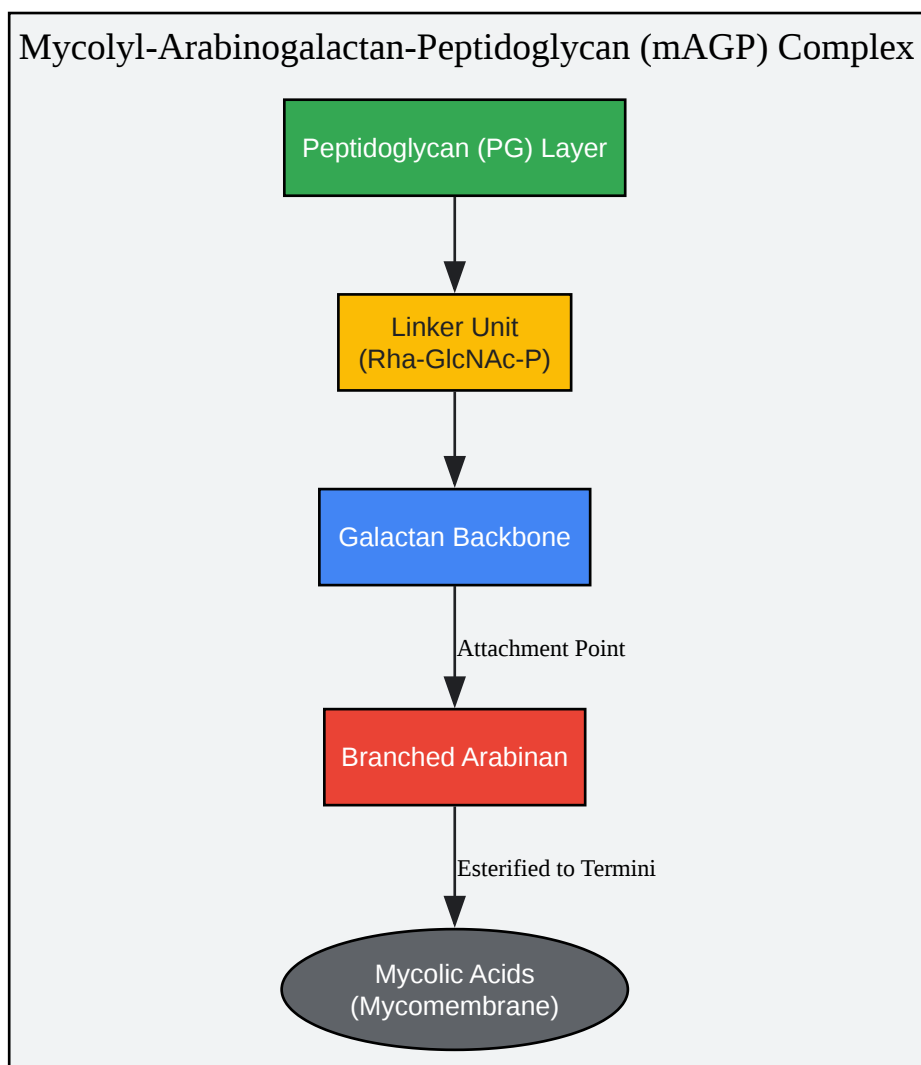 Mycolyl-Arabinogalactan-Peptidoglycan (mAGP) Complex
Peptidoglycan (PG) Layer
Linker Unit
(Rha-GlcNAc-P)
Galactan Backbone
Attachment Point
Branched Arabinan
Esterified to Termini
Mycolic Acids
(Mycomembrane)